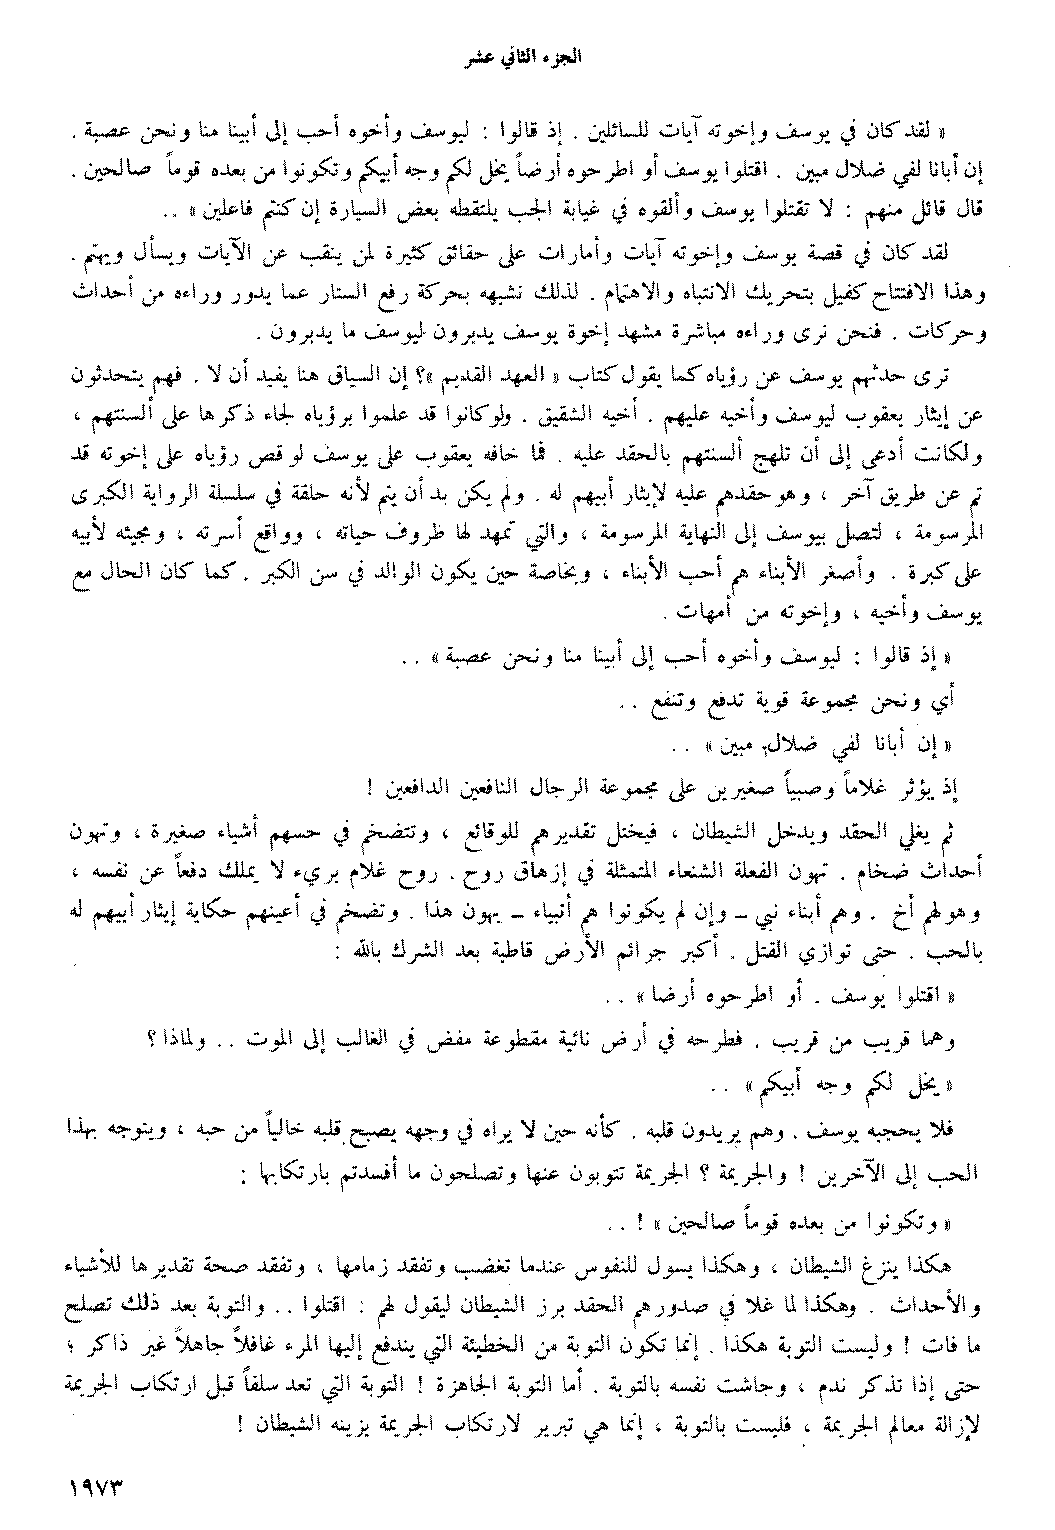 الجزء الثاني عشر
« لقد كان في يوسف وإخوته آيات للسائلين . إذ قالوا : ليوسف وأخوه أحب إلى أبينا منا ونحن عصبة .
إن أبانا لفي ضلال مبين . اقتلوا يوسف أو اطرحوه أرضاً يخل لكم وجه أبيكم وتكونوا من بعده قوماً صالحين .
قال قائل منهم : لا تقتلوا يوسف وألقوه في غيابة الجب يلتقطه بعض السيارة إن كنتم فاعلين » ..
لقد كان في قصة يوسف وإخوته آيات وأمارات على حقائق كثيرة لمن ينقب عن الآيات ويسأل ويهتم .
وهذا الافتتاح كفيل بتحريك الانتباه والاهتمام . لذلك نشبهه بحركة رفع الستار عما يدور وراءه من أحداث
وحركات . فنحن نرى وراءه مباشرة مشهد إخوة يوسف يدبرون ليوسف ما يدبرون .
ترى حدثهم يوسف عن رؤياه كما يقول كتاب « العهد القديم »؟ إن السياق هنا يفيد أن لا . فهم يتحدثون
عن إيثار يعقوب ليوسف وأخيه عليهم . أخيه الشقيق . ولو كانوا قد علموا برؤياه لجاء ذكرها على ألسنتهم ،
ولكانت أدعى إلى أن تلهج ألسنتهم بالحقد عليه . فما خافه يعقوب على يوسف لو قص رؤياه على إخوته قد
تم عن طريق آخر ، وهو حقدهم عليه لإيثار أبيهم له . ولم يكن بد أن يتم لأنه حلقة في سلسلة الرواية الكبرى
المرسومة ، لتصل بيوسف إلى النهاية المرسومة ، والتي تمهد لها ظروف حياته ، وواقع أسرته ، ومجيئه لأبيه
على كبرة . وأصغر الأبناء هم أحب الأبناء ، وبخاصة حين يكون الوالد في سن الكبر . كما كان الحال مع
يوسف وأخيه ، وإخوته من أمهات .
« إذ قالوا : ليوسف وأخوه أحب إلى أبينا منا ونحن عصبة » ..
أي ونحن مجموعة قوية تدفع وتنفع ..
« إن أبانا لفي ضلال مبين » ..
إذ يؤثر غلاماً وصبياً صغيرين على مجموعة الرجال النافعين الدافعين !
ثم يغلي الحقد ويدخل الشيطان ، فيختل تقديرهم للوقائع ، وتتضخم في حسهم أشياء صغيرة ، وتهون
أحداث ضخام . تهون الفعلة الشنعاء المتمثلة في إزهاق روح . روح غلام بريء لا يملك دفعاً عن نفسه ،
وهو لهم أخ . وهم أبناء نبي – وإن لم يكونوا هم أنبياء – يهون هذا . وتضخم في أعينهم حكاية إيثار أبيهم له
بالحب . حتى توازي القتل . أكبر جرائم الأرض قاطبة بعد الشرك بالله :
« اقتلوا يوسف . أو اطرحوه أرضا » ..
وهما قريب من قريب . فطرحه في أرض نائية مقطوعة مفض في الغالب إلى الموت .. ولماذا ؟
« يخل لكم وجه أبيكم » ..
فلا يحجبه يوسف . وهم يريدون قلبه . كأنه حين لا يراه في وجهه يصبح قلبه خالياً من حبه ، ويتوجه بهذا
الحب إلى الآخرين ! والجريمة ؟ الجريمة تتوبون عنها وتصلحون ما أفسدتم بارتكابها :
« وتكونوا من بعده قوماً صالحين » ! ..
هكذا ينزغ الشيطان ، وهكذا يسول للنفوس عندما تغضب وتفقد زمامها ، وتفقد صحة تقديرها للأشياء
والأحداث . وهكذا لما غلا في صدورهم الحقد برز الشيطان ليقول لهم : اقتلوا .. والتوبة بعد ذلك تصلح
ما فات ! وليست التوبة هكذا . إنما تكون التوبة من الخطيئة التي يندفع إليها المرء غافلاً جاهلاً غير ذاكر ؛
حتى إذا تذكر ندم ، وجاشت نفسه بالتوبة . أما التوبة الجاهزة ! التوبة التي تعد سلفاً قبل ارتكاب الجريمة
لإزالة معالم الجريمة ، فليست بالتوبة ، إنما هي تبرير لارتكاب الجريمة يزينه الشيطان !
١٩٧٣